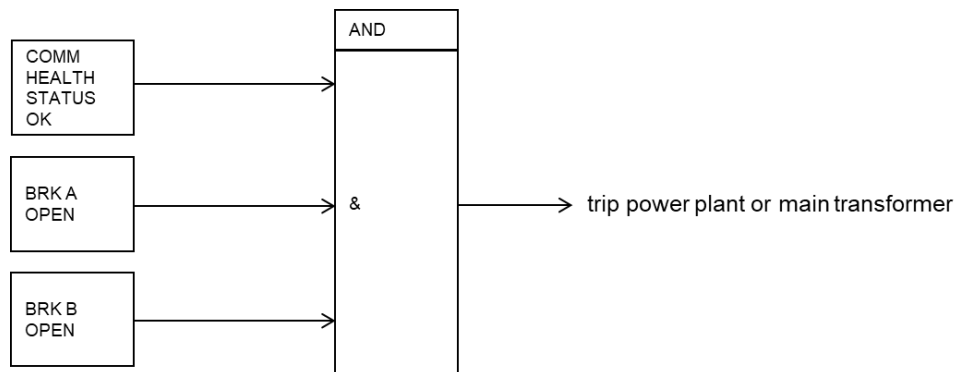 AND
COMM
HEALTH
STATUS
OK
BRK A
OPEN
&
trip power plant or main transformer
BRK B
OPEN